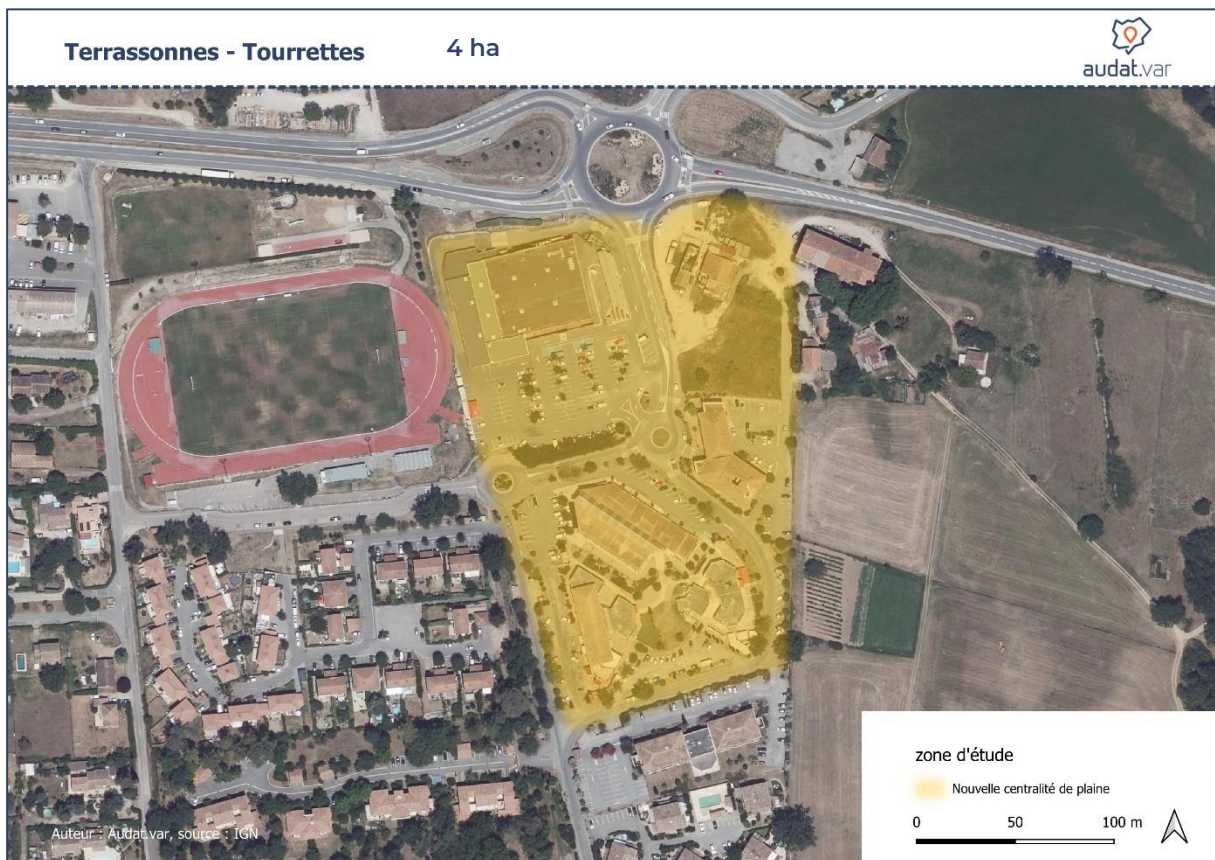 Terrassonnes - Tourrettes
4 ha
audat.var
zone d'étude
Nouvelle centralité de plaine
0 50 100 m
Auteur : Audat.var, source : IGN